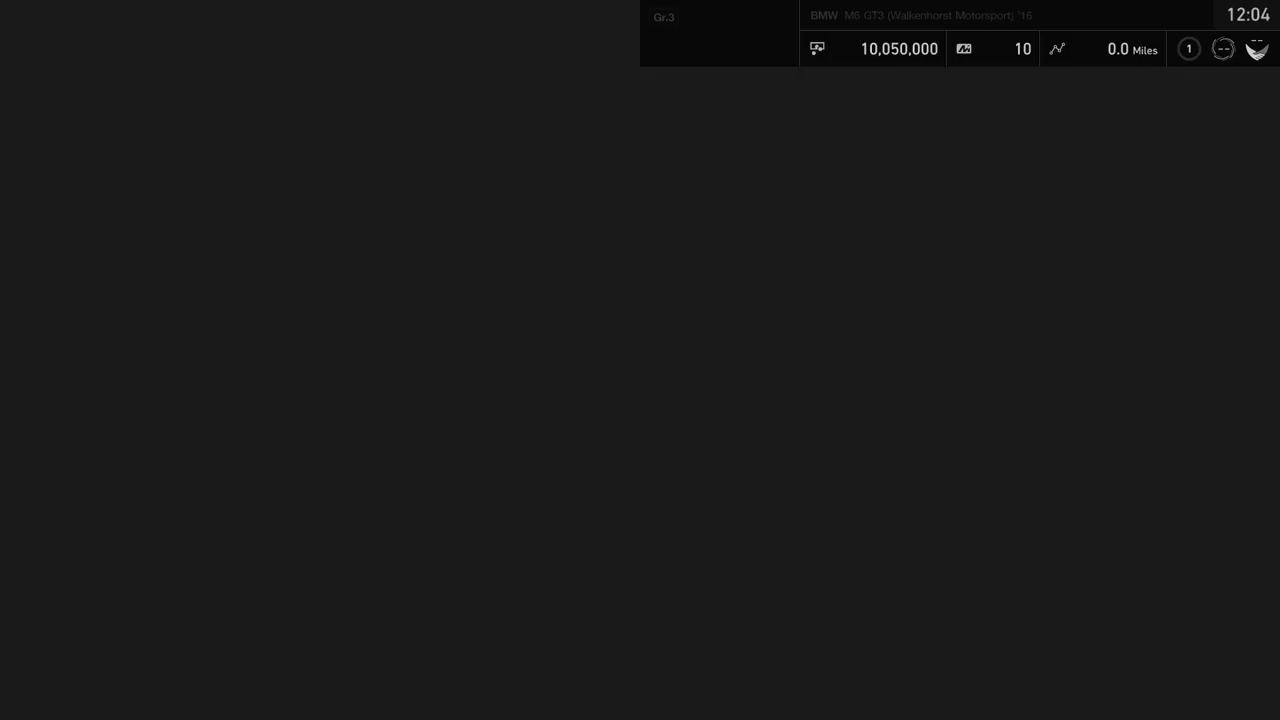 Gr.3
BMW M6 GT3 (Walkenhorst Motorsport) '16
12:04
10,050,000
10
0.0 Miles
1
--
--